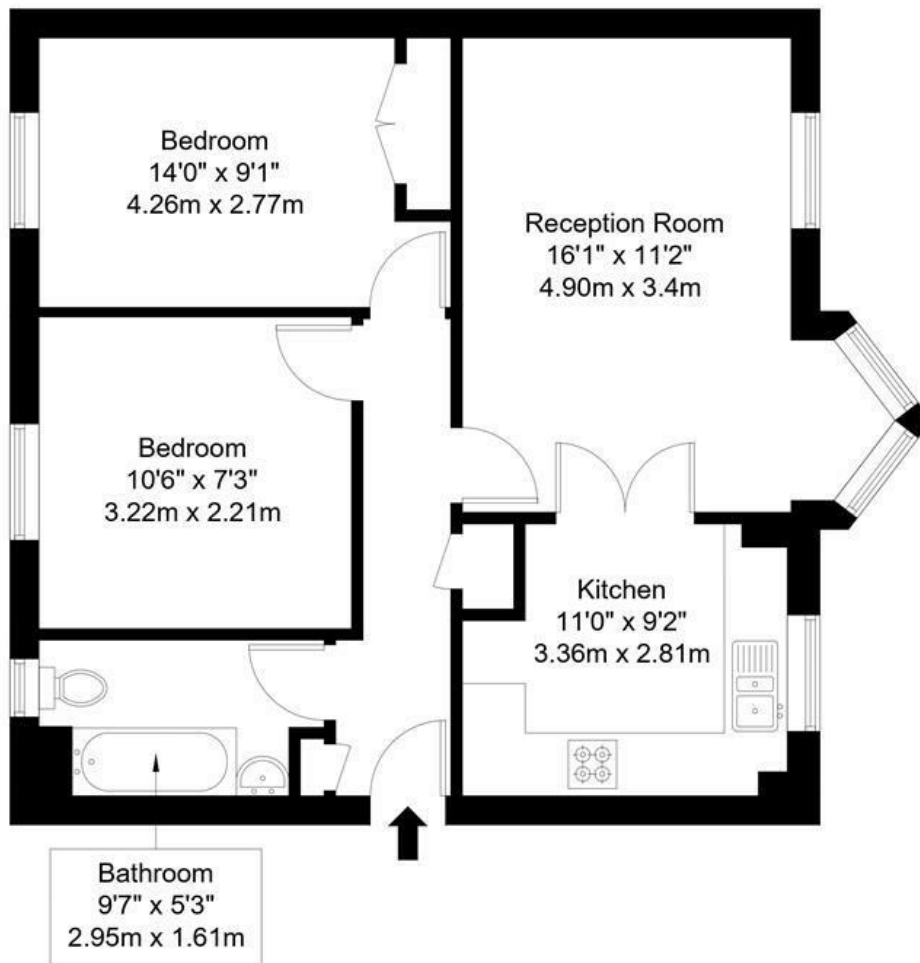 Bedroom
14'0" x 9'1"
4.26m x 2.77m
Reception Room
16'1" x 11'2"
4.90m x 3.4m
Bedroom
10'6" x 7'3"
3.22m x 2.21m
Kitchen
11'0" x 9'2"
3.36m x 2.81m
Bathroom
9'7" x 5'3"
2.95m x 1.61m